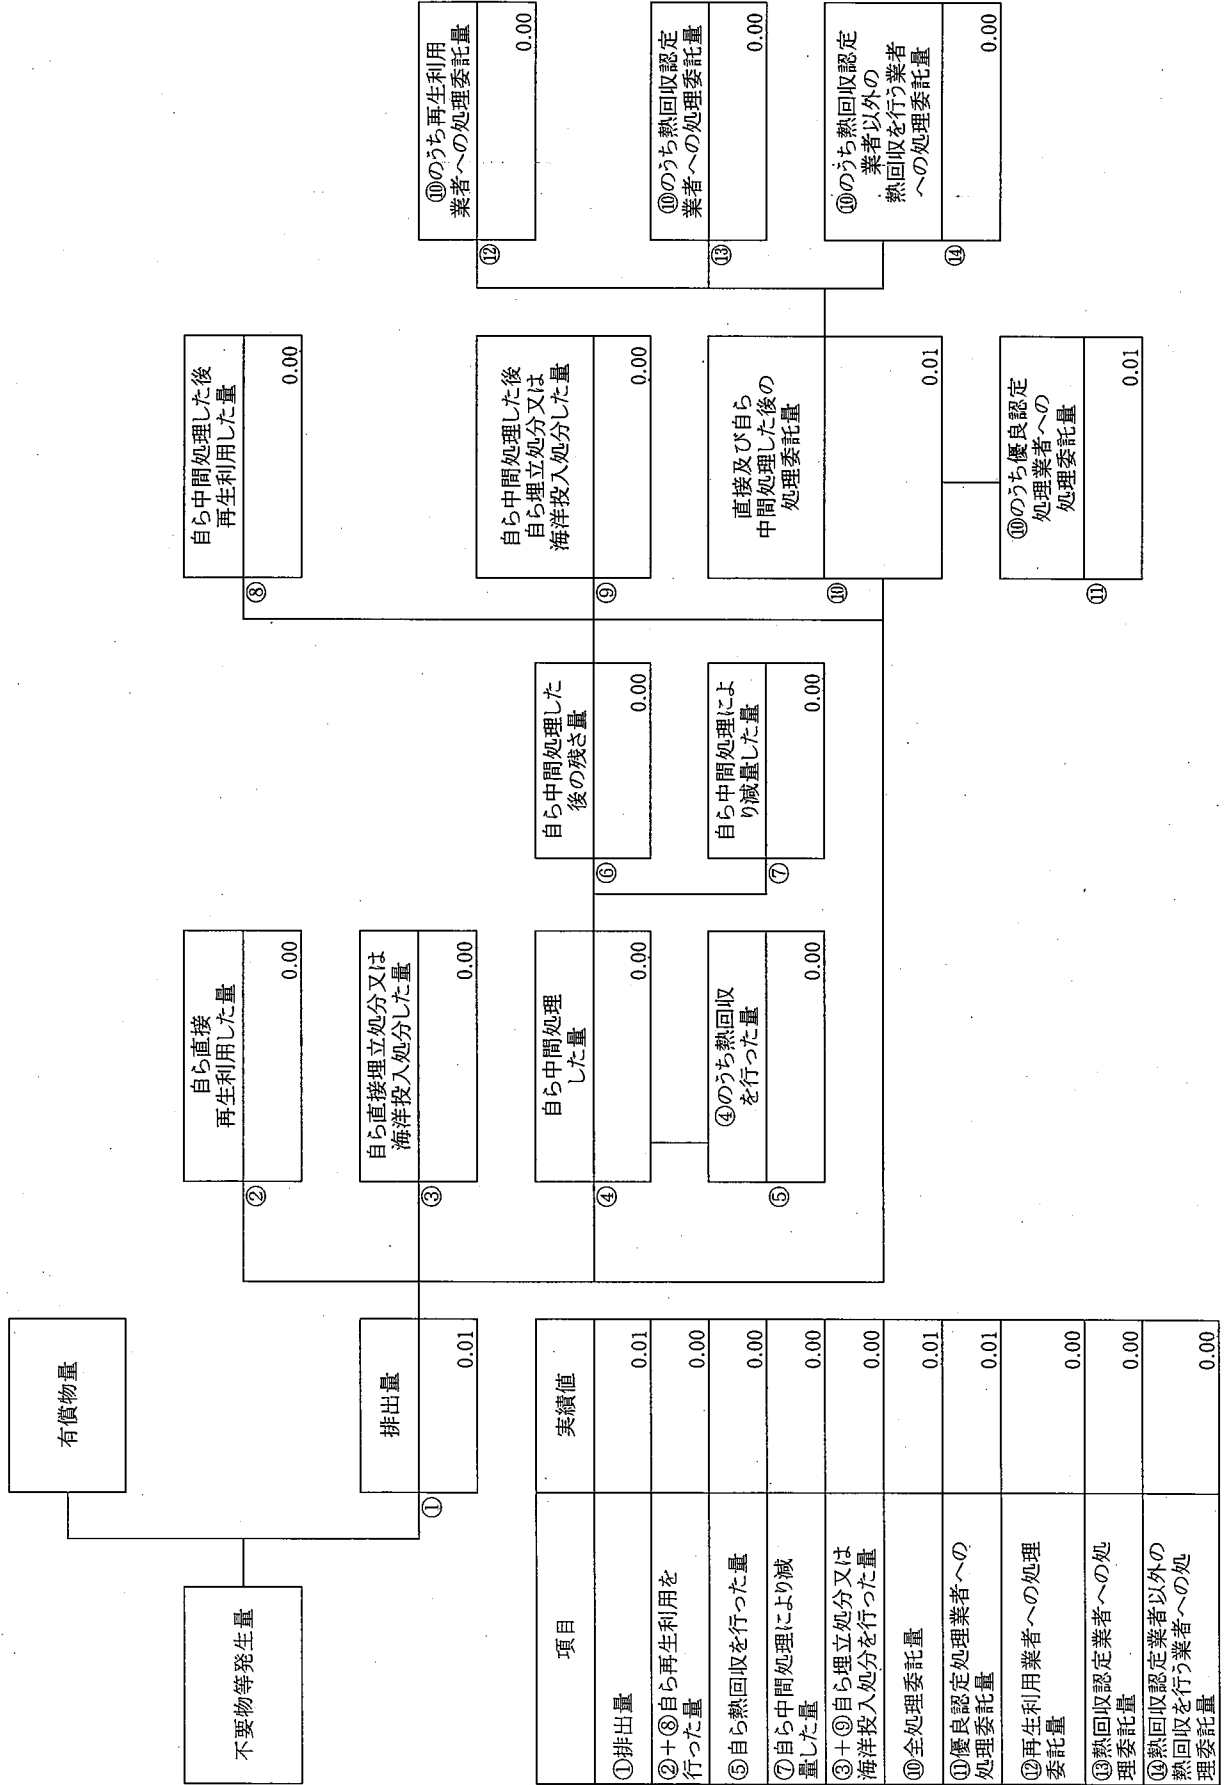 有償物量
不要物等発生量
①
排出量
0.01
②
自ら直接
再生利用した量
0.00
③
自ら直接埋立処分又は
海洋投入処分した量
0.00
④
自ら中間処理
した量
0.00
⑤
④のうち熱回収
を行った量
0.00
⑥
自ら中間処理した
後の残さ量
0.00
⑦
自ら中間処理によ
り減量した量
0.00
⑧
自ら中間処理した後
再生利用した量
0.00
⑨
自ら中間処理した後
自ら埋立処分又は
海洋投入処分した量
0.00
⑩
直接及び自ら
中間処理した後の
処理委託量
0.01
⑪
⑩のうち優良認定
処理業者への
処理委託量
0.01
⑫
⑩のうち再生利用
業者への処理委託量
0.00
⑬
⑩のうち熱回収認定
業者への処理委託量
0.00
⑭
⑩のうち熱回収認定
業者以外の
熱回収を行う業者
への処理委託量
0.00
項目 実績値
①排出量 0.01
②+⑧自ら再生利用を
行った量 0.00
⑤自ら熱回収を行った量 0.00
⑦自ら中間処理により減
量した量 0.00
③+⑨自ら埋立処分又は
海洋投入処分を行った量 0.00
⑩全処理委託量 0.01
⑪優良認定処理業者への
処理委託量 0.01
⑫再生利用業者への処理
委託量 0.00
⑬熱回収認定業者への処
理委託量 0.00
⑭熱回収認定業者以外の
熱回収を行う業者への処
理委託量 0.00